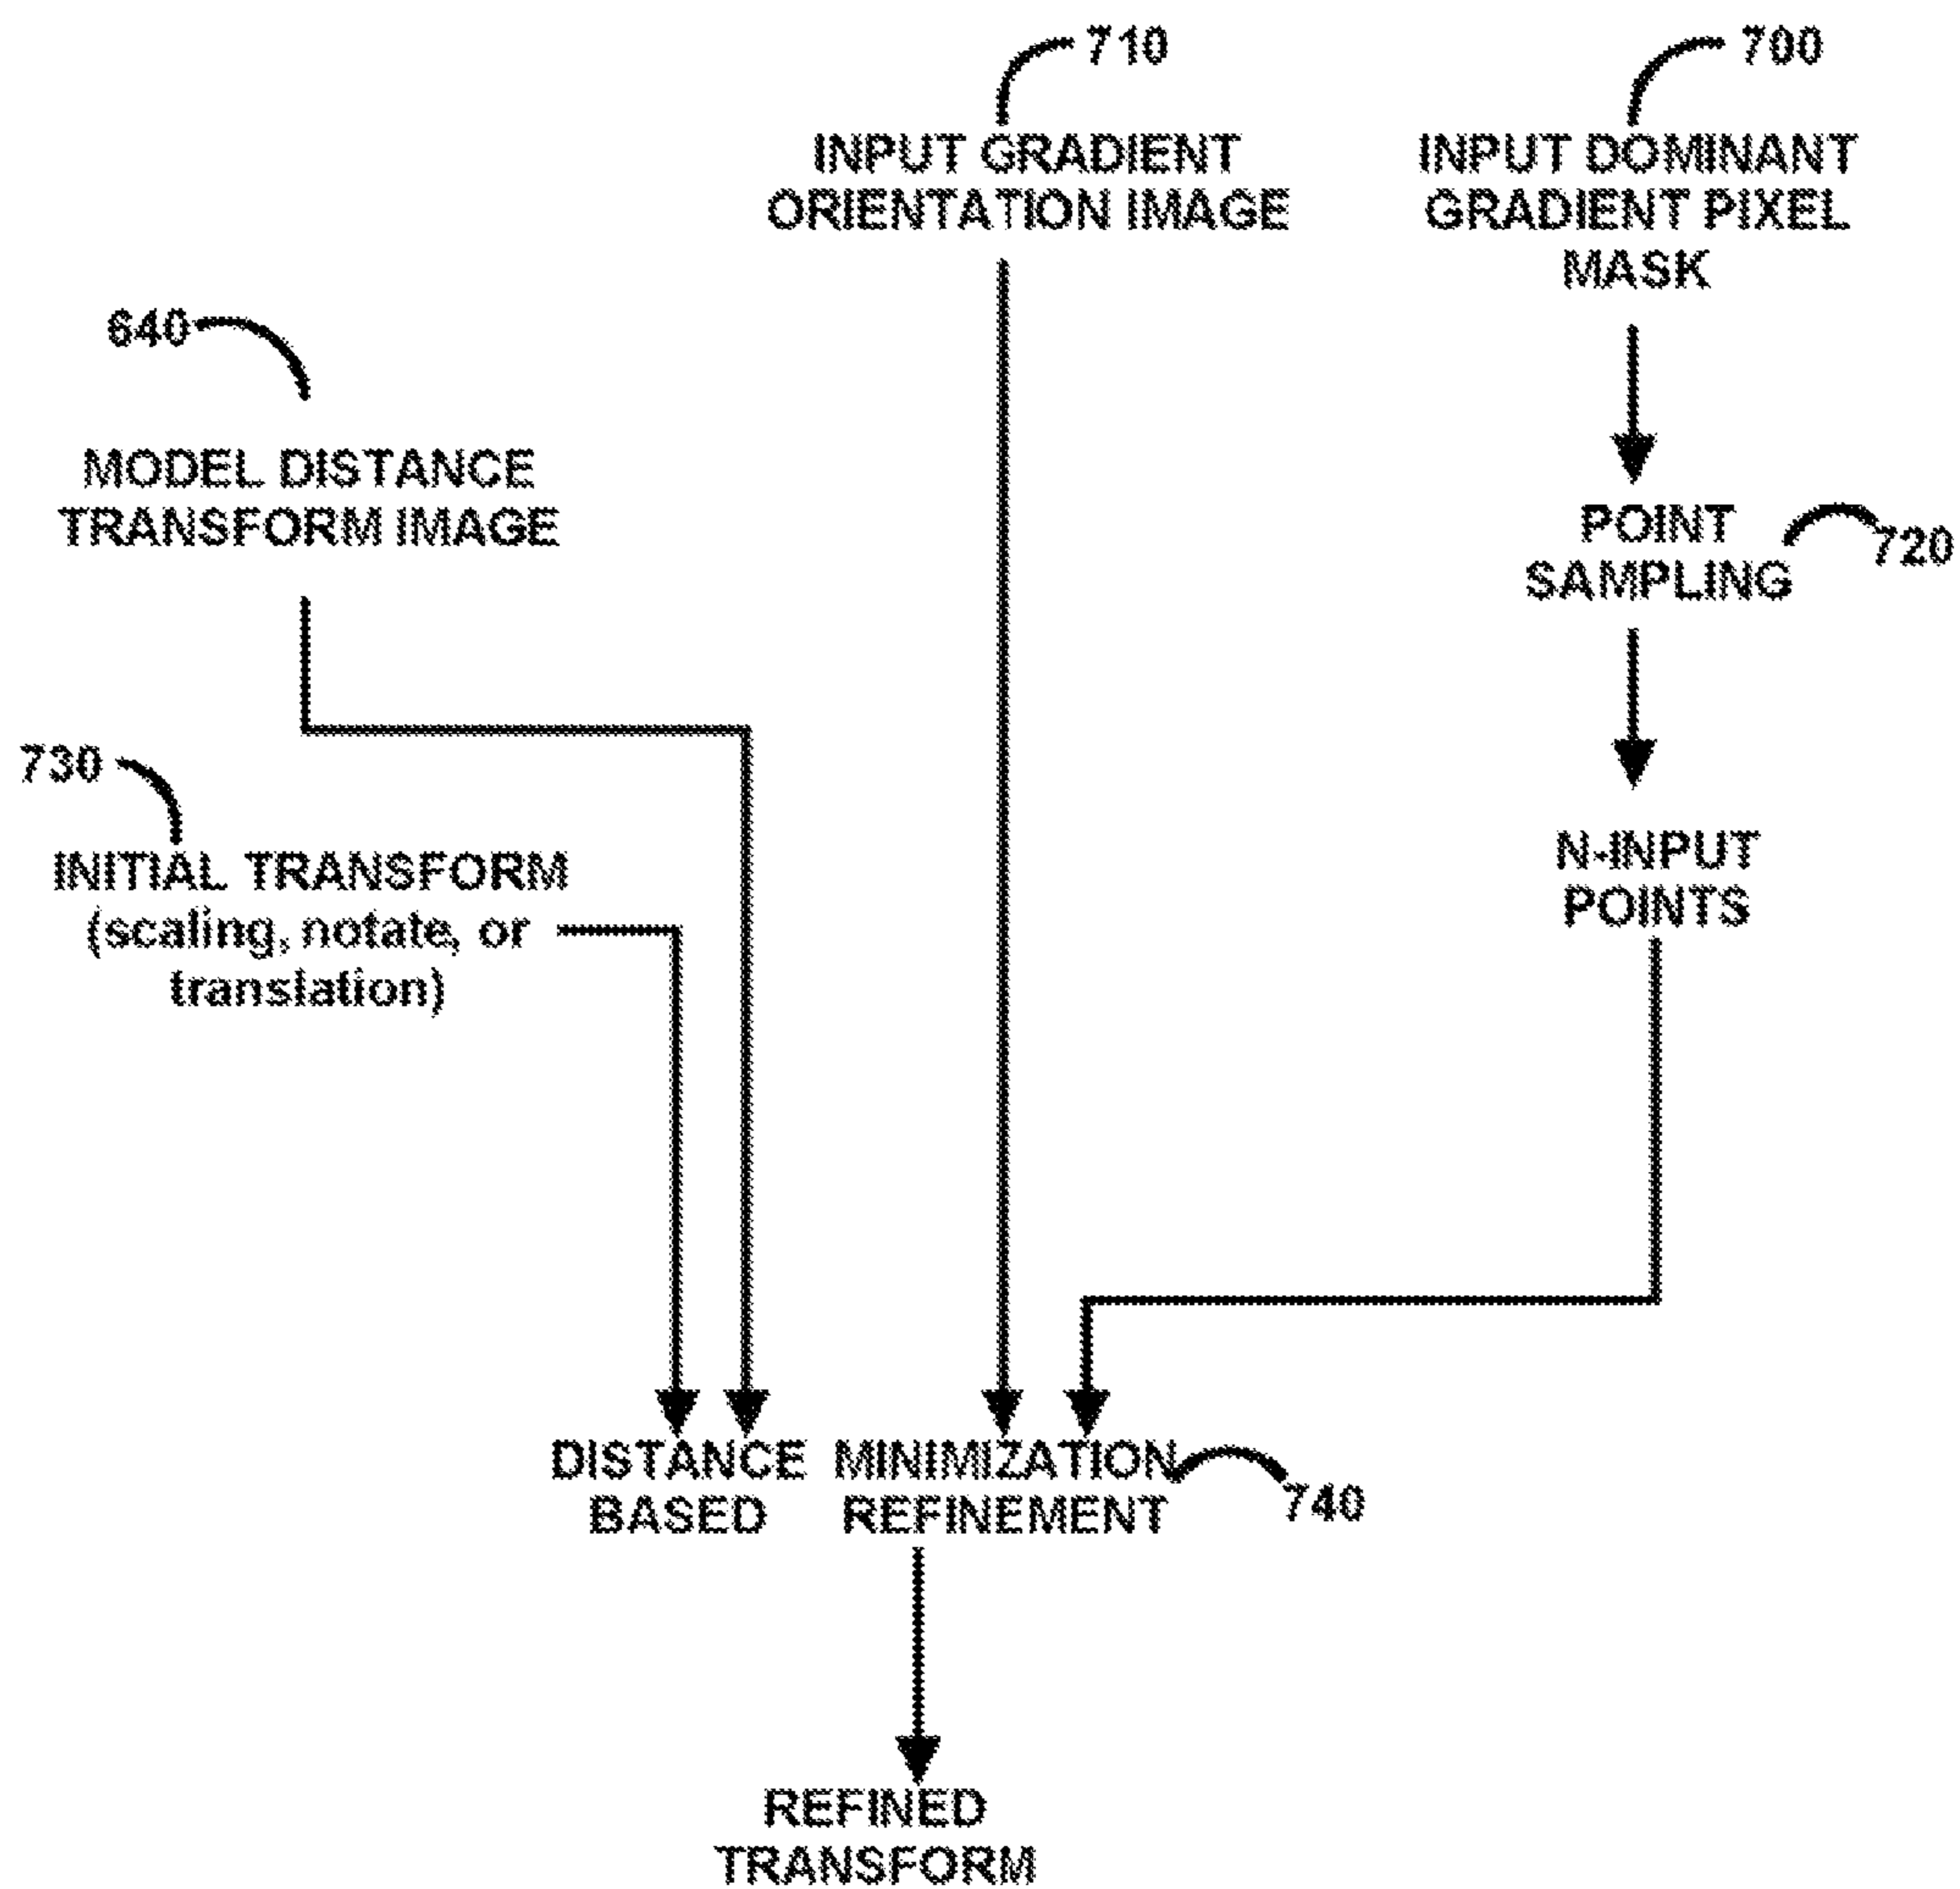 710
700
INPUT GRADIENT
ORIENTATION IMAGE
INPUT DOMINANT
GRADIENT PIXEL
MASK
640
MODEL DISTANCE
TRANSFORM IMAGE
POINT
SAMPLING
720
730
INITIAL TRANSFORM
(scaling, notate, or
translation)
N-INPUT
POINTS
DISTANCE MINIMIZATION
BASED REFINEMENT
740
REFINED
TRANSFORM